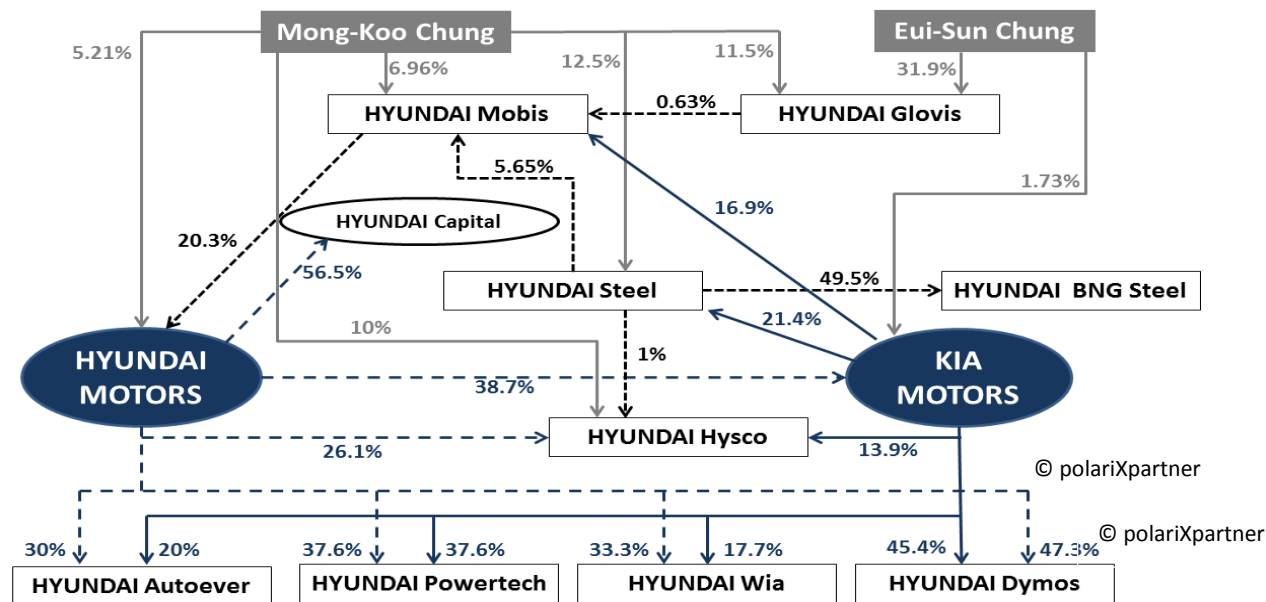 Mong-Koo Chung
Eui-Sun Chung
5.21%
6.96%
12.5%
11.5%
31.9%
HYUNDAI Mobis
0.63%
HYUNDAI Glovis
5.65%
1.73%
HYUNDAI Capital
16.9%
20.3%
56.5%
HYUNDAI Steel
49.5%
HYUNDAI BNG Steel
10%
21.4%
1%
HYUNDAI
MOTORS
KIA
MOTORS
38.7%
HYUNDAI Hysco
26.1%
13.9%
© polariXpartner
© polariXpartner
30%
20%
37.6%
37.6%
33.3%
17.7%
45.4%
47.3%
HYUNDAI Autoever
HYUNDAI Powertech
HYUNDAI Wia
HYUNDAI Dymos